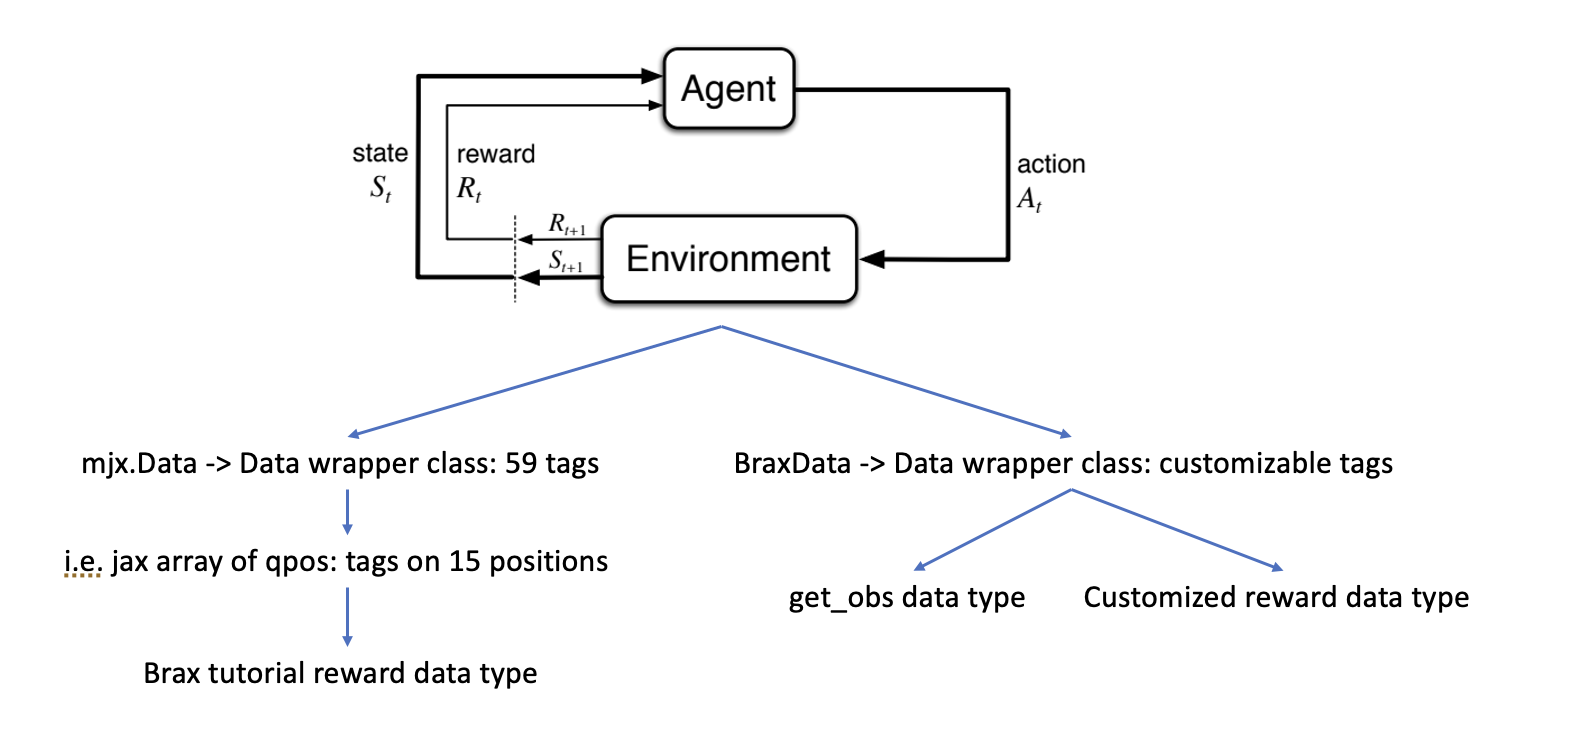 Agent
state
S_t
reward
R_t
action
A_t
R_{t+1}
S_{t+1}
Environment
mjx.Data -> Data wrapper class: 59 tags
BraxData -> Data wrapper class: customizable tags
i.e. jax array of qpos: tags on 15 positions
get_obs data type
Customized reward data type
Brax tutorial reward data type